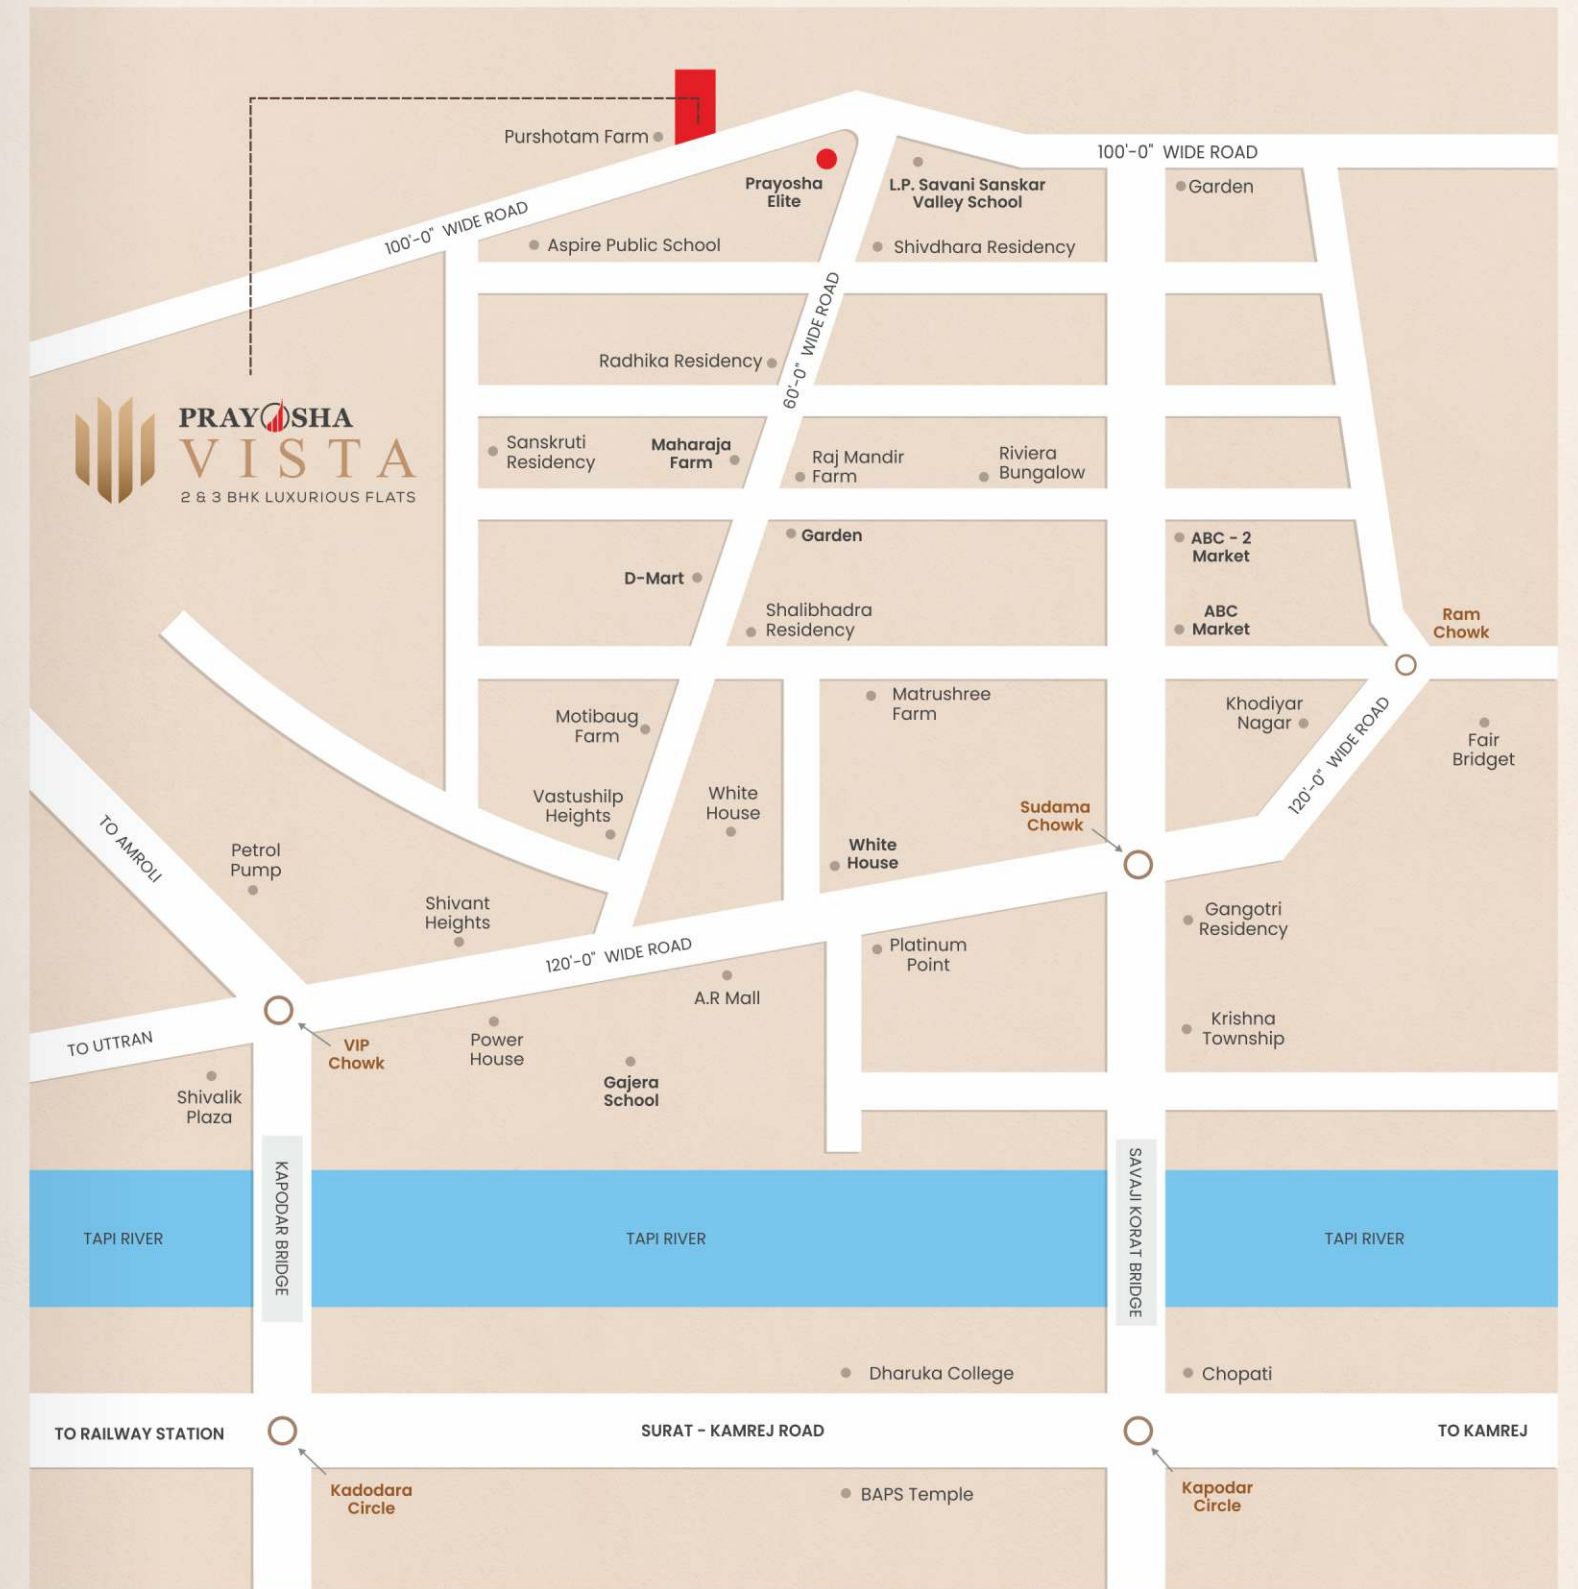 Purshotam Farm
100'-0" WIDE ROAD
Prayosha
Elite
L.P. Savani Sanskar
Valley School
Garden
100'-0" WIDE ROAD
Aspire Public School
Shivdhara Residency
60'-0" WIDE ROAD
Radhika Residency
PRAYOSHA
VISTA
2 & 3 BHK LUXURIOUS FLATS
Sanskruti
Residency
Maharaja
Farm
Raj Mandir
Farm
Riviera
Bungalow
Garden
ABC - 2
Market
D-Mart
Shalibhadra
Residency
ABC
Market
Ram
Chowk
Motibaug
Farm
Matrushree
Farm
Khodiyar
Nagar
120'-0" WIDE ROAD
Fair
Bridget
Vastushilp
Heights
White
House
Sudama
Chowk
TO AMROLI
Petrol
Pump
White
House
Shivant
Heights
Gangotri
Residency
120'-0" WIDE ROAD
Platinum
Point
A.R Mall
TO UTTRAN
VIP
Chowk
Power
House
Krishna
Township
Shivalik
Plaza
Gajera
School
KAPODAR BRIDGE
SAVAJI KORAT BRIDGE
TAPI RIVER
TAPI RIVER
TAPI RIVER
Dharuka College
Chopati
TO RAILWAY STATION
SURAT - KAMREJ ROAD
TO KAMREJ
Kadodara
Circle
BAPS Temple
Kapodar
Circle